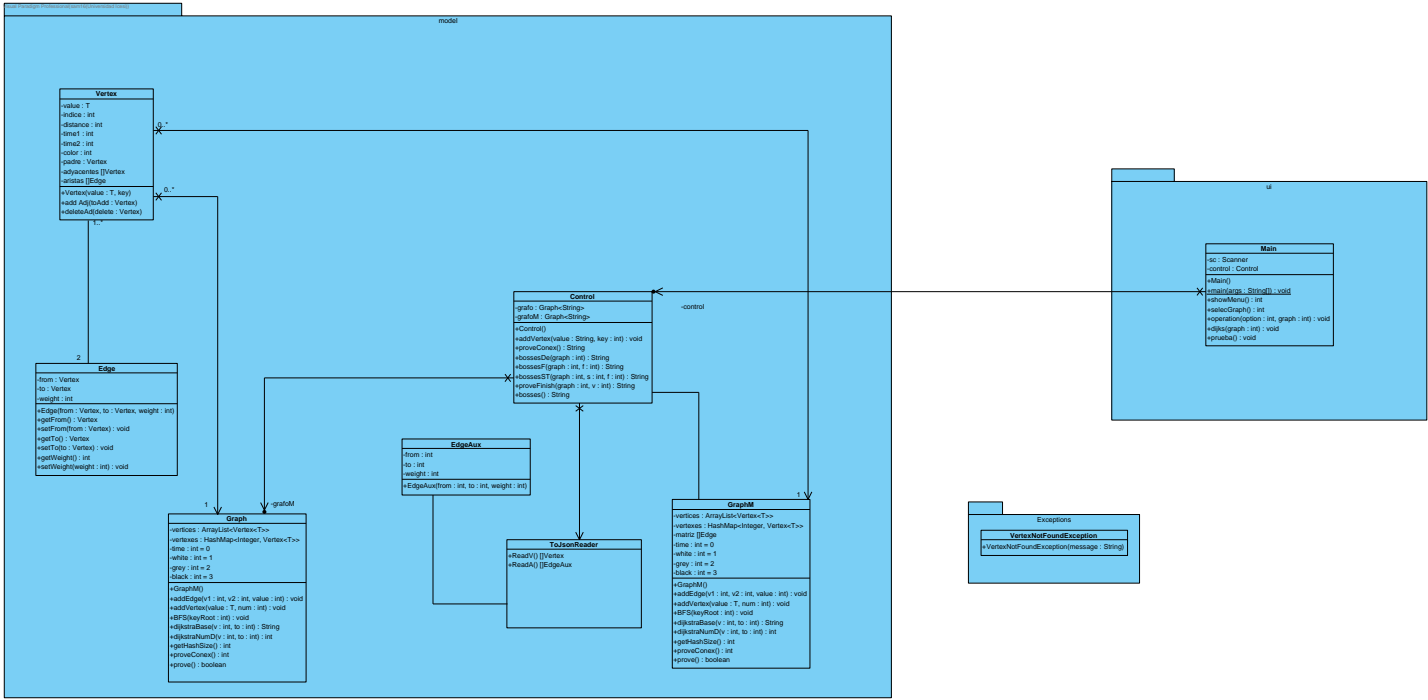 model
Vertex
-value : T
-indice : int
-distance : int
-time1 : int
-time2 : int
-color : int
-padre : Vertex
-adyacentes []Vertex
-aristas []Edge
+Vertex(value : T, key)
+add Adj(toAdd : Vertex)
+deleteAd(delete : Vertex)
0..*
0..*
1..*
2
Edge
-from : Vertex
-to : Vertex
-weight : int
+Edge(from : Vertex, to : Vertex, weight : int)
+getFrom() : Vertex
+setFrom(from : Vertex) : void
+getTo() : Vertex
+setTo(to : Vertex) : void
+getWeight() : int
+setWeight(weight : int) : void
Control
-grafo : Graph<String>
-grafoM : Graph<String>
+Control()
+addVertex(value : String, key : int) : void
+proveConex() : String
+bossesDe(graph : int) : String
+bossesF(graph : int, f : int) : String
+bossesST(graph : int, s : int, f : int) : String
+proveFinish(graph : int, v : int) : String
+bosses() : String
-control
EdgeAux
-from : int
-to : int
-weight : int
+EdgeAux(from : int, to : int, weight : int)
1
-grafoM
Graph
-vertices : ArrayList<Vertex<T>>
-vertexes : HashMap<Integer, Vertex<T>>
-time : int = 0
-white : int = 1
-grey : int = 2
-black : int = 3
+GraphM()
+addEdge(v1 : int, v2 : int, value : int) : void
+addVertex(value : T, num : int) : void
+BFS(keyRoot : int) : void
+dijkstraBase(v : int, to : int) : String
+dijkstraNumD(v : int, to : int) : int
+getHashSize() : int
+proveConex() : int
+prove() : boolean
ToJsonReader
+ReadV() []Vertex
+ReadA() []EdgeAux
1
GraphM
-vertices : ArrayList<Vertex<T>>
-vertexes : HashMap<Integer, Vertex<T>>
-matriz []Edge
-time : int = 0
-white : int = 1
-grey : int = 2
-black : int = 3
+GraphM()
+addEdge(v1 : int, v2 : int, value : int) : void
+addVertex(value : T, num : int) : void
+BFS(keyRoot : int) : void
+dijkstraBase(v : int, to : int) : String
+dijkstraNumD(v : int, to : int) : int
+getHashSize() : int
+proveConex() : int
+prove() : boolean
ui
Main
-sc : Scanner
-control : Control
+Main()
+main(args : String[]) : void
+showMenu() : int
+selecGraph() : int
+operation(option : int, graph : int) : void
+dijks(graph : int) : void
+prueba() : void
Exceptions
VertexNotFoundException
+VertexNotFoundException(message : String)